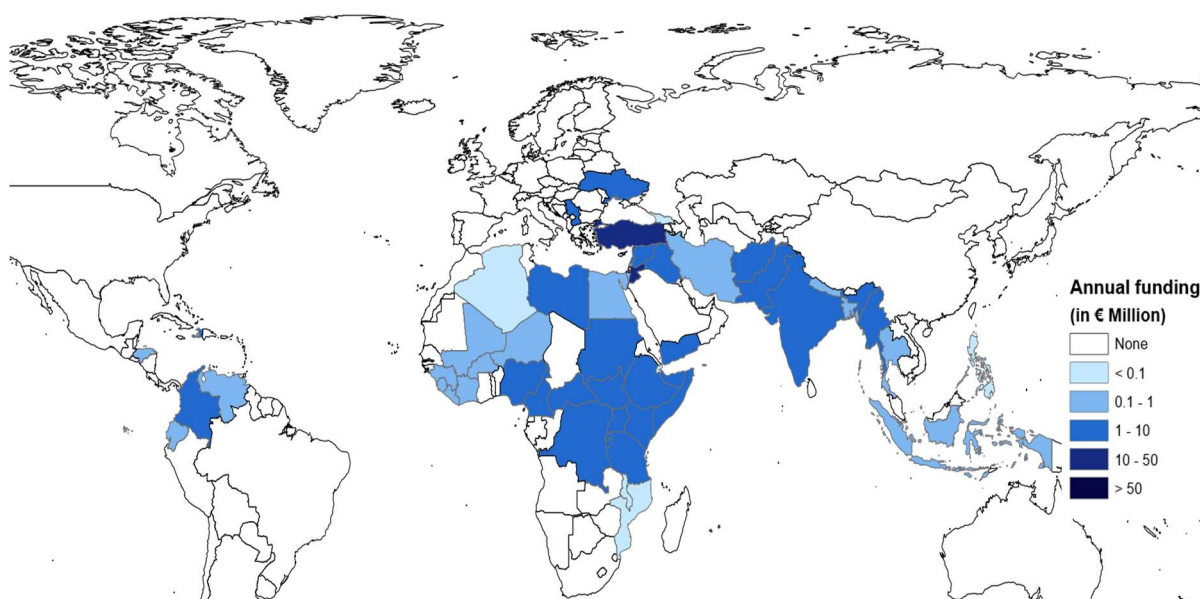 Annual funding
(in € Million)
None
< 0.1
0.1 - 1
1 - 10
10 - 50
> 50